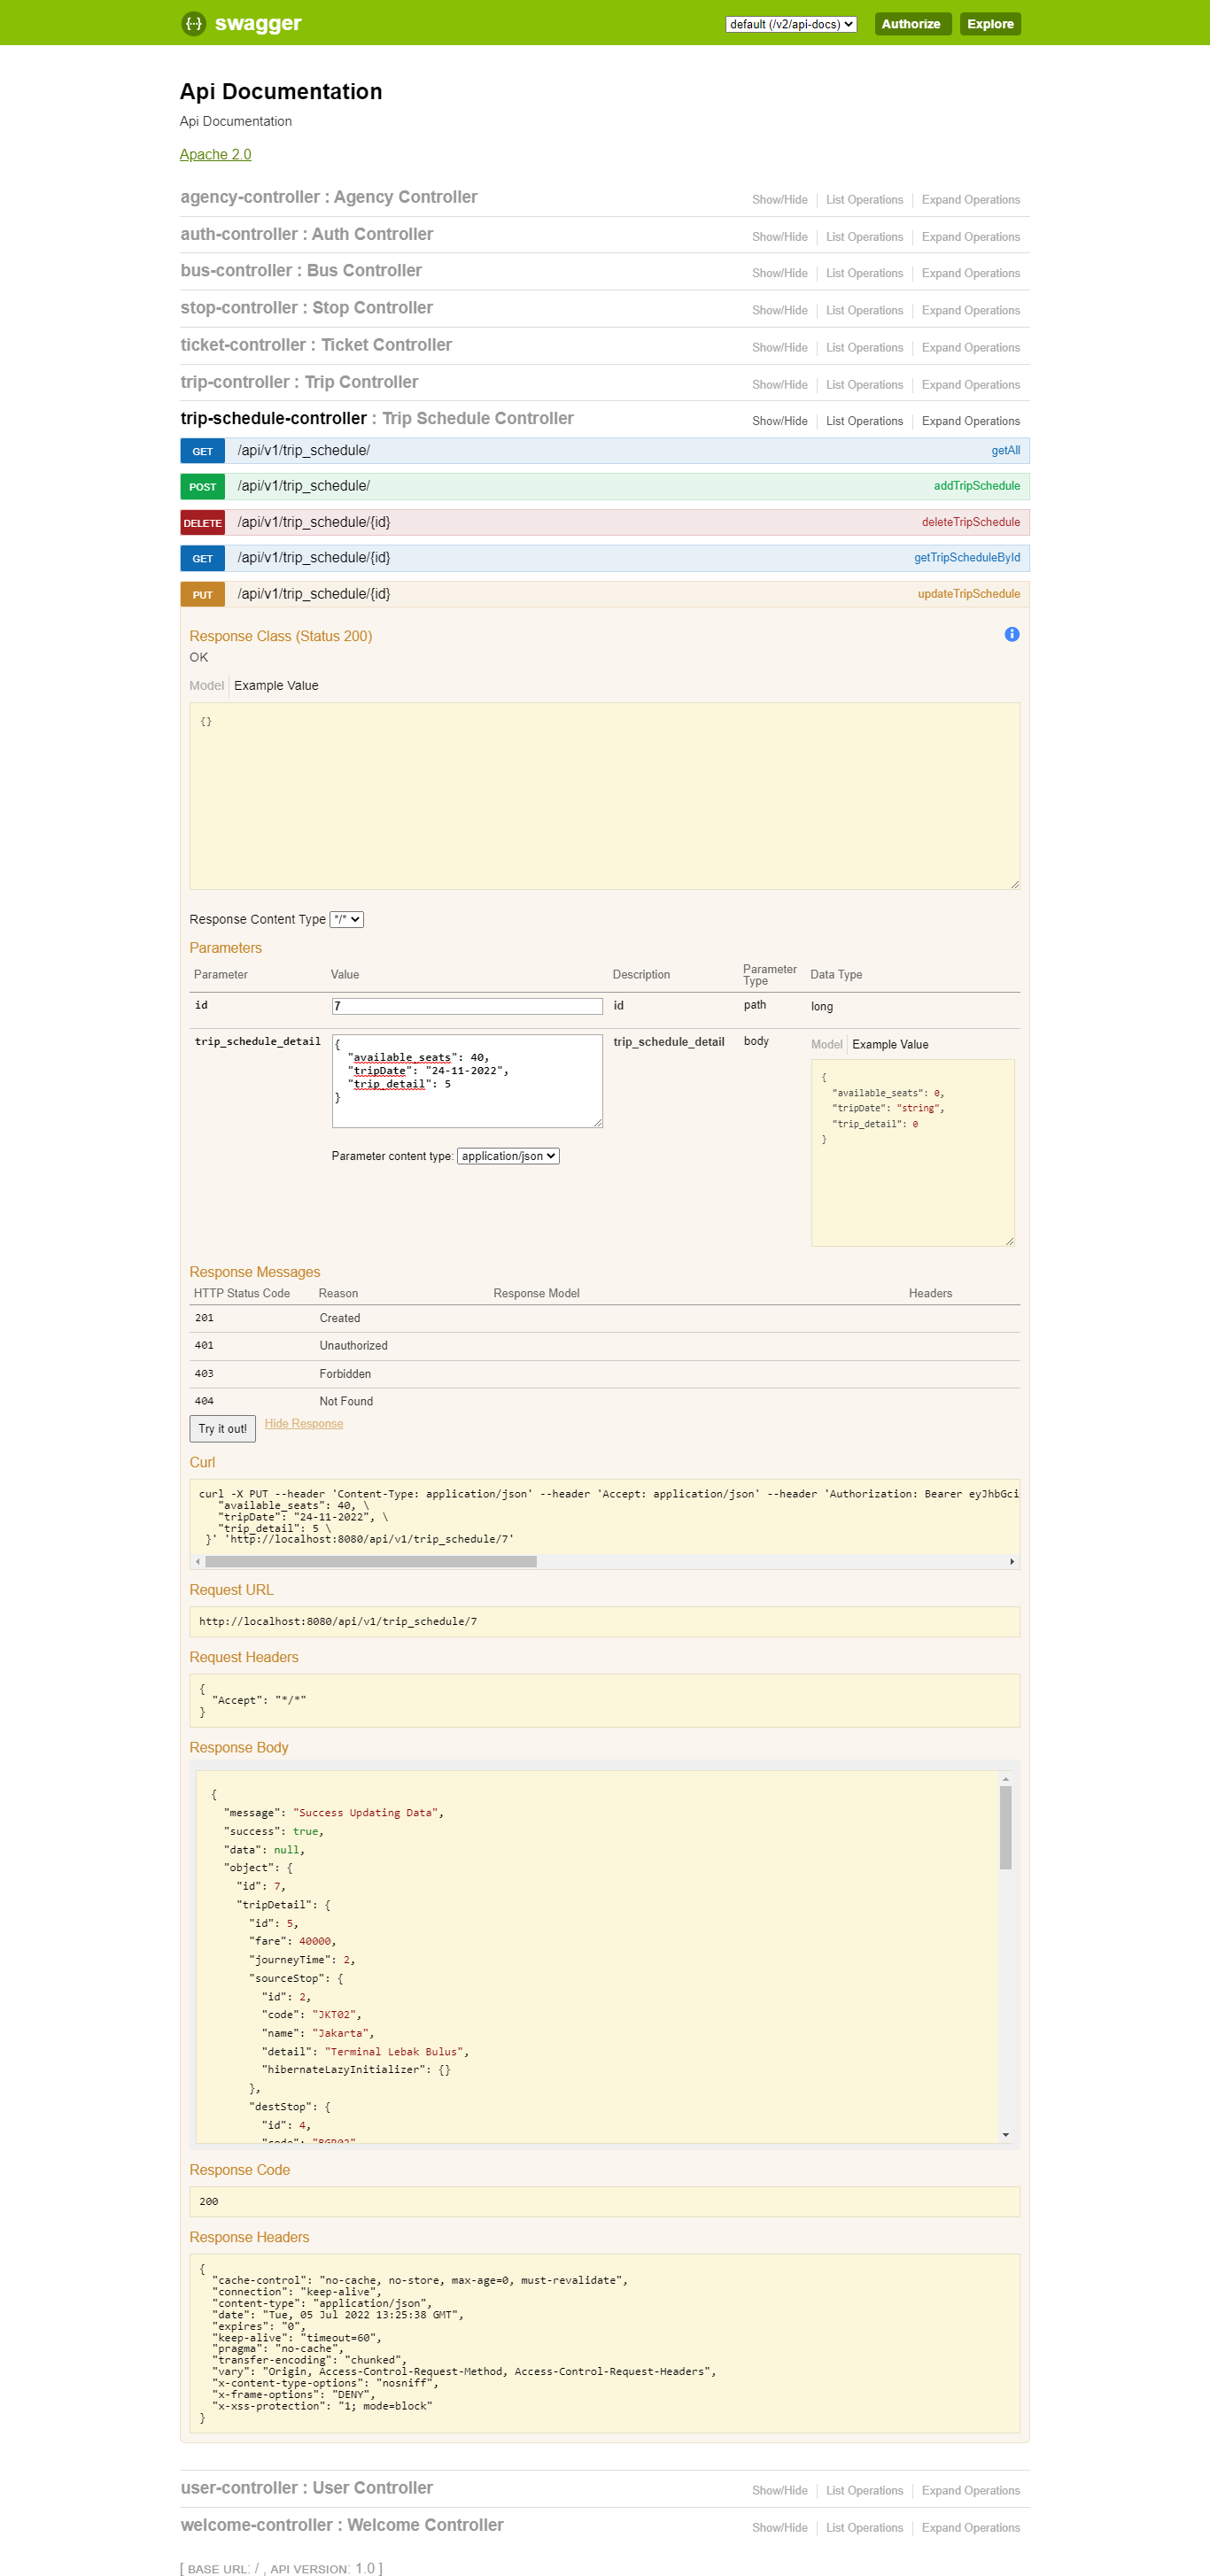 swagger
default (/v2/api-docs)
Authorize
Explore
Api Documentation
Api Documentation
Apache 2.0
agency-controller : Agency Controller Show/Hide List Operations Expand Operations
auth-controller : Auth Controller Show/Hide List Operations Expand Operations
bus-controller : Bus Controller Show/Hide List Operations Expand Operations
stop-controller : Stop Controller Show/Hide List Operations Expand Operations
ticket-controller : Ticket Controller Show/Hide List Operations Expand Operations
trip-controller : Trip Controller Show/Hide List Operations Expand Operations
trip-schedule-controller : Trip Schedule Controller Show/Hide List Operations Expand Operations
GET /api/v1/trip_schedule/ getAll
POST /api/v1/trip_schedule/ addTripSchedule
DELETE /api/v1/trip_schedule/{id} deleteTripSchedule
GET /api/v1/trip_schedule/{id} getTripScheduleById
PUT /api/v1/trip_schedule/{id} updateTripSchedule
Response Class (Status 200)
OK
Model Example Value
{}
Response Content Type */*
Parameters
Parameter Value Description Parameter Type Data Type
id 7 id path long
trip_schedule_detail
{
"available_seats": 40,
"tripDate": "24-11-2022",
"trip_detail": 5
}
Parameter content type: application/json
trip_schedule_detail body
Model Example Value
{
"available_seats": 0,
"tripDate": "string",
"trip_detail": 0
}
Response Messages
HTTP Status Code Reason Response Model Headers
201 Created
401 Unauthorized
403 Forbidden
404 Not Found
Try it out! Hide Response
Curl
curl -X PUT --header 'Content-Type: application/json' --header 'Accept: application/json' --header 'Authorization: Bearer eyJhbGci
"available_seats": 40, \
"tripDate": "24-11-2022", \
"trip_detail": 5 \
}' 'http://localhost:8080/api/v1/trip_schedule/7'
Request URL
http://localhost:8080/api/v1/trip_schedule/7
Request Headers
{
"Accept": "*/*"
}
Response Body
{
"message": "Success Updating Data",
"success": true,
"data": null,
"object": {
"id": 7,
"tripDetail": {
"id": 5,
"fare": 40000,
"journeyTime": 2,
"sourceStop": {
"id": 2,
"code": "JKT02",
"name": "Jakarta",
"detail": "Terminal Lebak Bulus",
"hibernateLazyInitializer": {}
},
"destStop": {
"id": 4,
"code": "BGR02"
Response Code
200
Response Headers
{
"cache-control": "no-cache, no-store, max-age=0, must-revalidate",
"connection": "keep-alive",
"content-type": "application/json",
"date": "Tue, 05 Jul 2022 13:25:38 GMT",
"expires": "0",
"keep-alive": "timeout=60",
"pragma": "no-cache",
"transfer-encoding": "chunked",
"vary": "Origin, Access-Control-Request-Method, Access-Control-Request-Headers",
"x-content-type-options": "nosniff",
"x-frame-options": "DENY",
"x-xss-protection": "1; mode=block"
}
user-controller : User Controller Show/Hide List Operations Expand Operations
welcome-controller : Welcome Controller Show/Hide List Operations Expand Operations
[ BASE URL: / , API VERSION: 1.0 ]